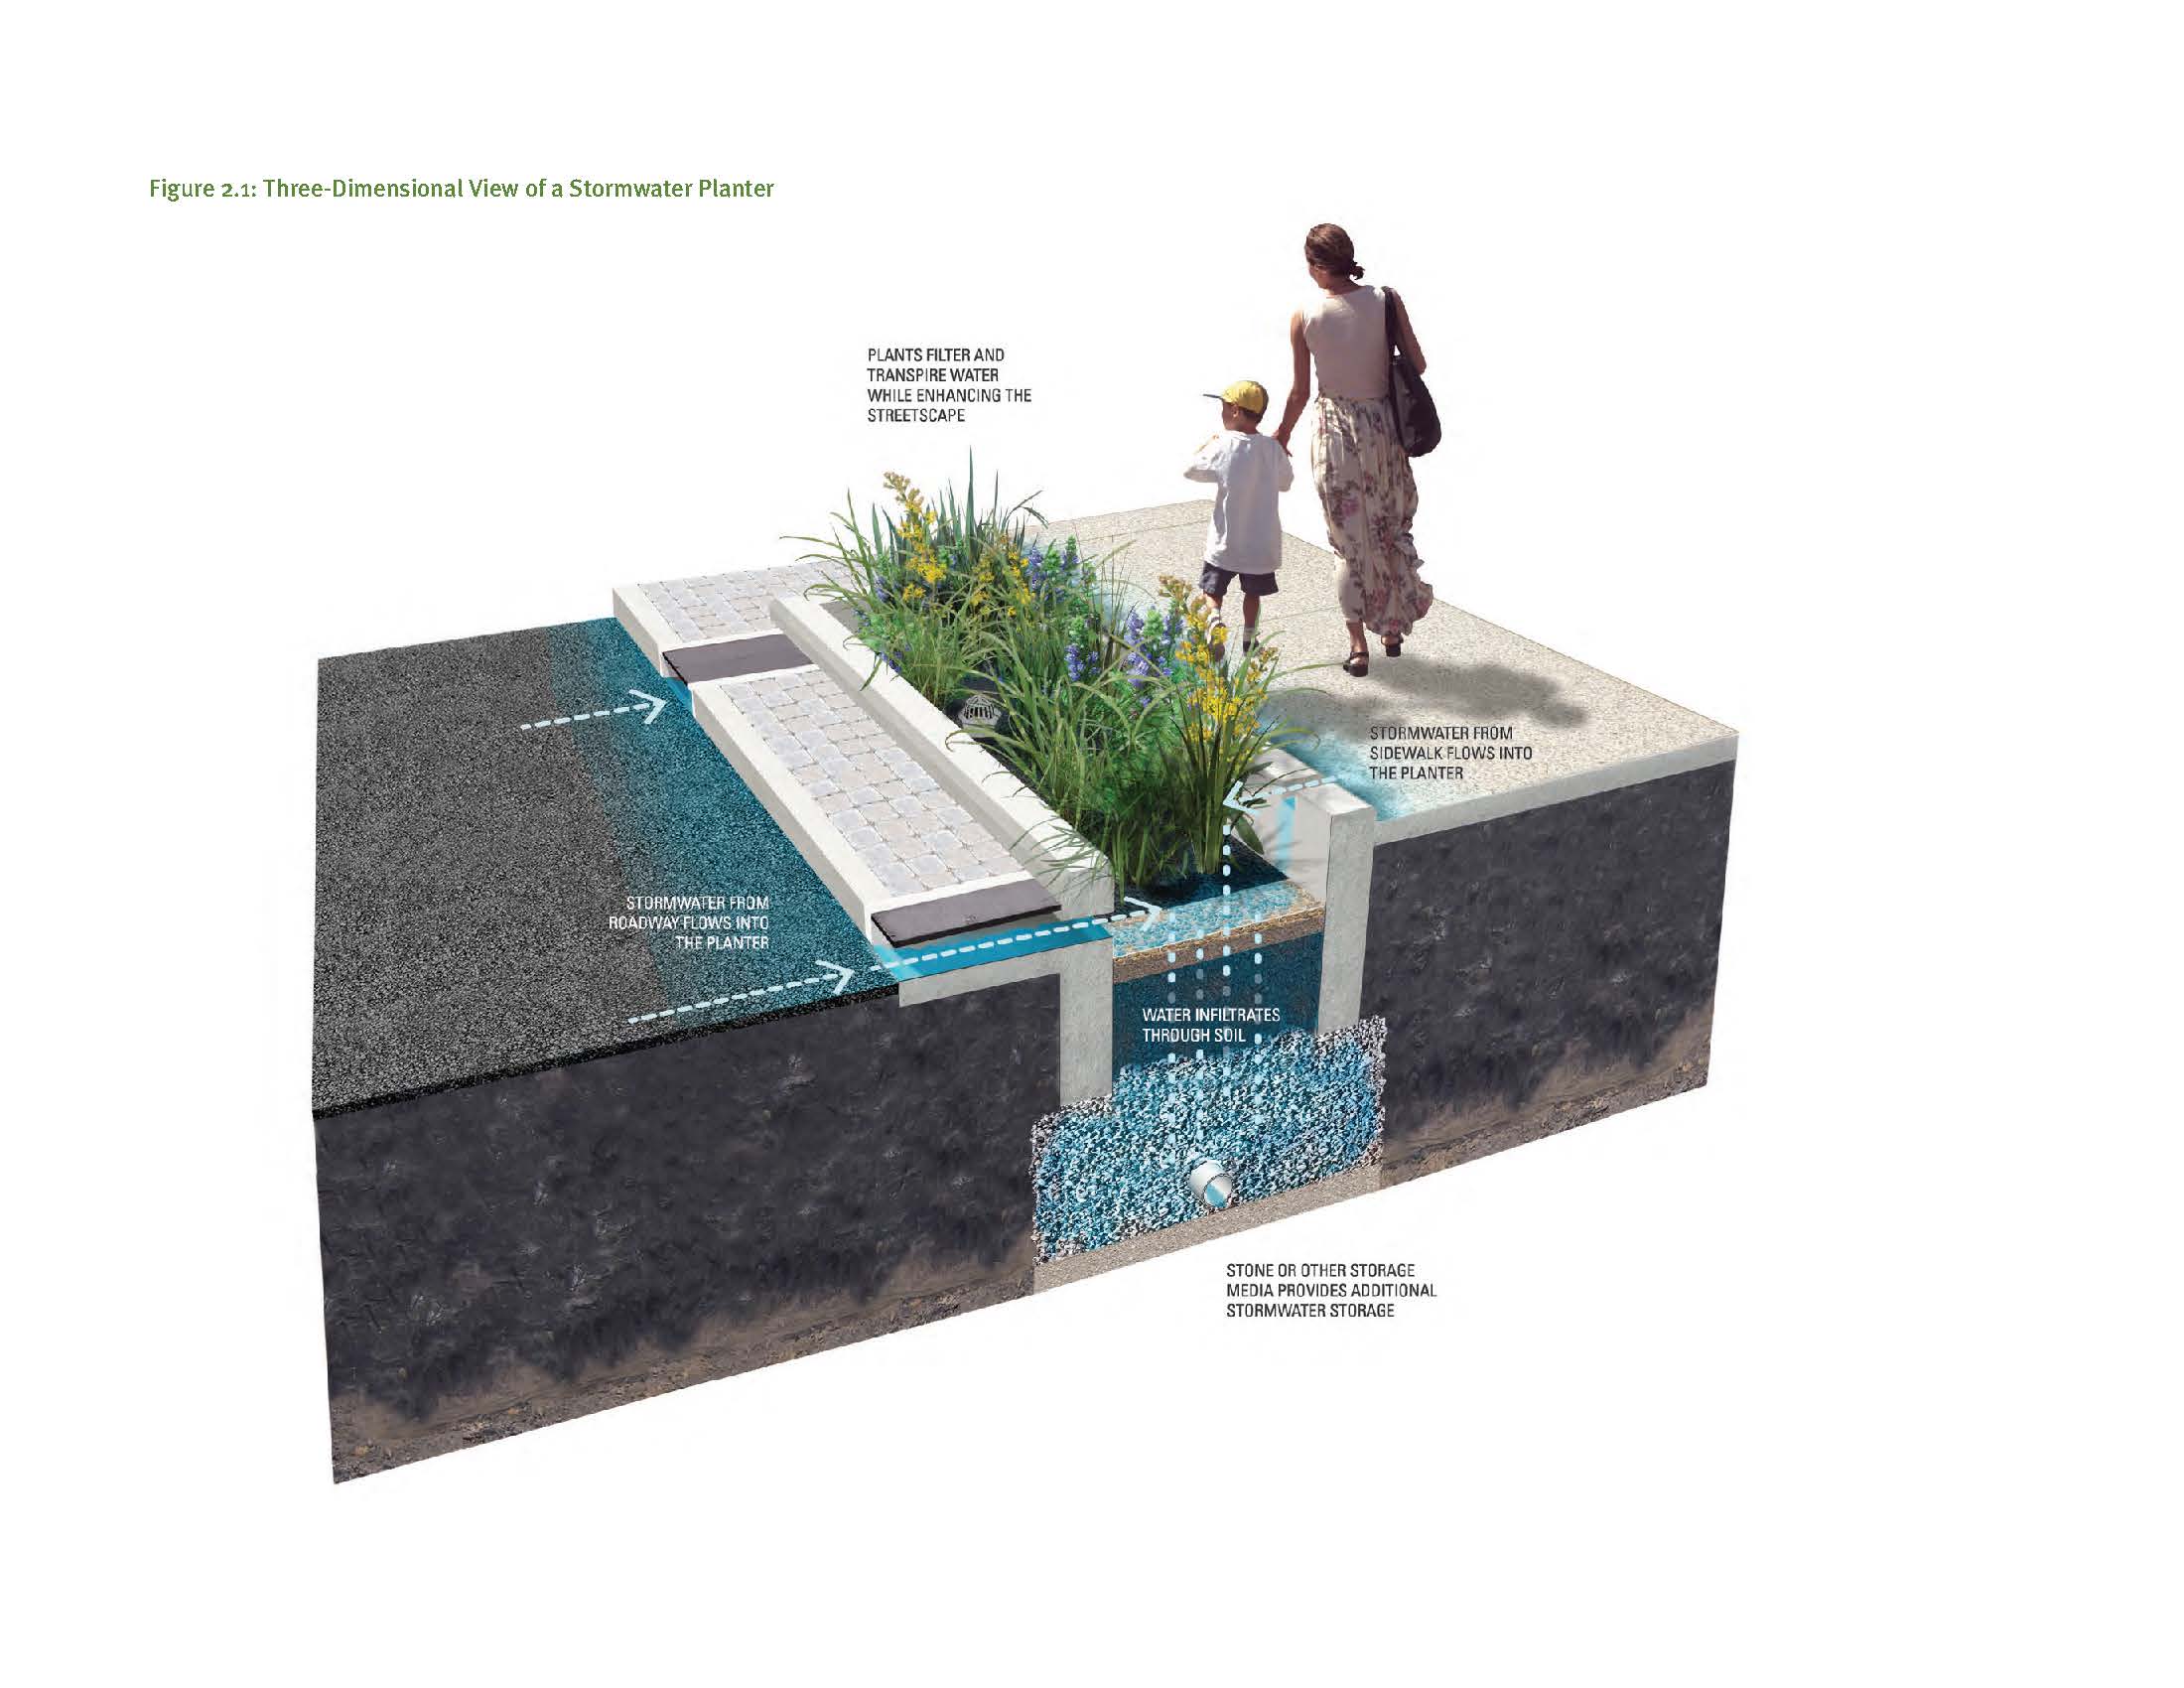 Figure 2.1: Three-Dimensional View of a Stormwater Planter
PLANTS FILTER AND
TRANSPIRE WATER
WHILE ENHANCING THE
STREETSCAPE
STORMWATER FROM
SIDEWALK FLOWS INTO
THE PLANTER
STORMWATER FROM
ROADWAY FLOWS INTO
THE PLANTER
WATER INFILTRATES
THROUGH SOIL
STONE OR OTHER STORAGE
MEDIA PROVIDES ADDITIONAL
STORMWATER STORAGE